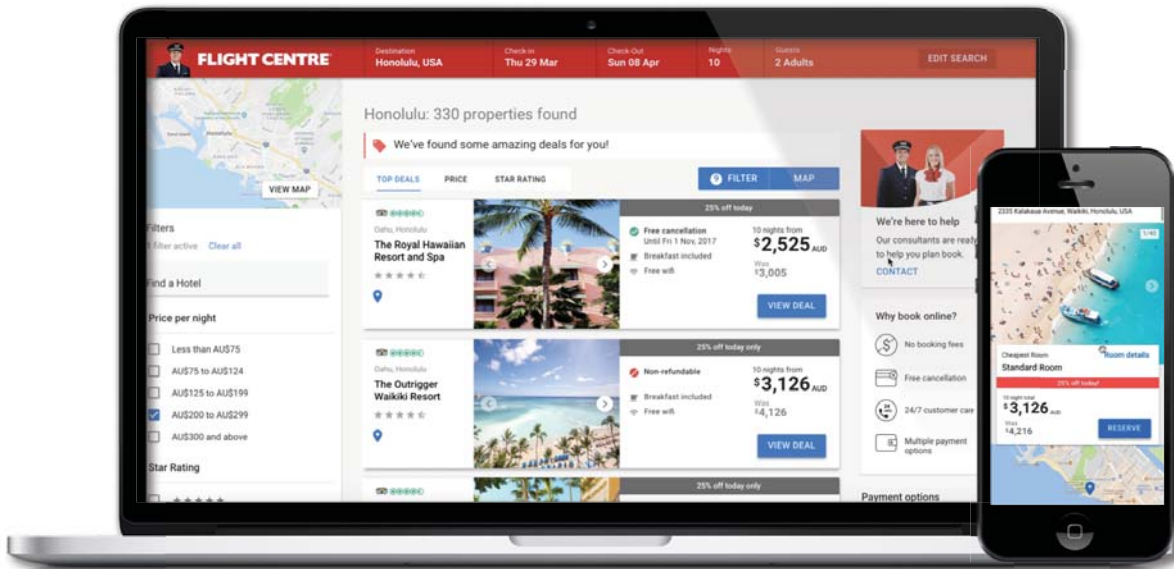 FLIGHT CENTRE
Destination
Honolulu, USA
Check-in
Thu 29 Mar
Check-Out
Sun 08 Apr
Nights
10
Guests
2 Adults
EDIT SEARCH
VIEW MAP
Filters
filter active Clear all
Find a Hotel
Price per night
Less than AU$75
AU$75 to AU$124
AU$125 to AU$199
AU$200 to AU$299
AU$300 and above
Star Rating
Honolulu: 330 properties found
We've found some amazing deals for you!
TOP DEALS PRICE STAR RATING
9 FILTER MAP
25% off today
Oahu, Honolulu
The Royal Hawaiian
Resort and Spa
Free cancellation
Until Fri 1 Nov, 2017
Breakfast included
Free wifi
10 nights from
$2,525 AUD
Was
$3,005
VIEW DEAL
25% off today only
Oahu, Honolulu
The Outrigger
Waikiki Resort
Non-refundable
Breakfast included
Free wifi
10 nights from
$3,126 AUD
Was
$4,126
VIEW DEAL
25% off today only
We're here to help
Our consultants are ready
to help you plan book.
CONTACT
Why book online?
No booking fees
Free cancellation
24/7 customer care
Multiple payment
options
Payment options
2335 Kalakaua Avenue, Waikiki, Honolulu, USA
1/40
Cheapest Room
Room details
Standard Room
25% off today!
10 night total
$3,126 AUD
Was
$4,216
RESERVE